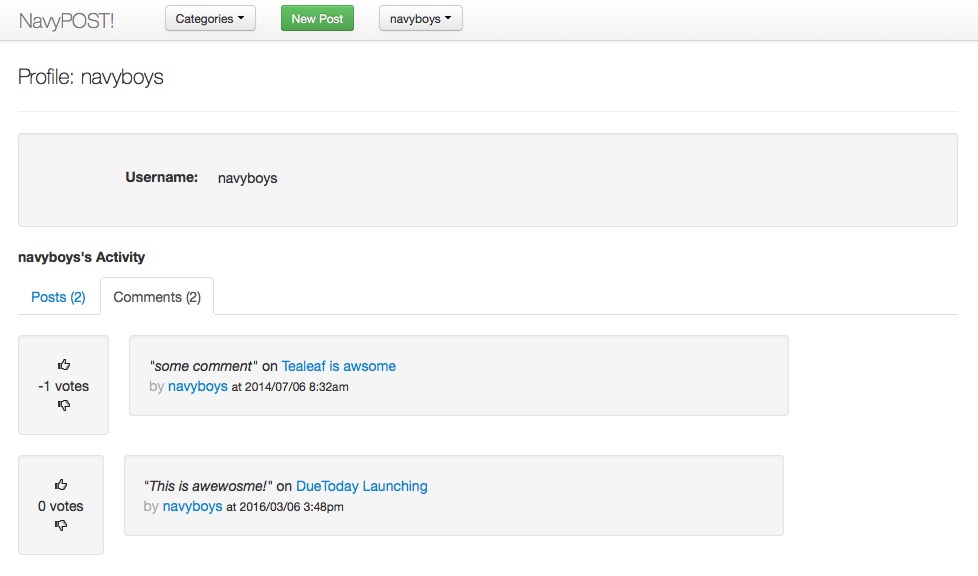 NavyPOST! Categories New Post navyboys
Profile: navyboys
Username: navyboys
navyboys's Activity
Posts (2) Comments (2)
-1 votes
"some comment" on Tealeaf is awsome
by navyboys at 2014/07/06 8:32am
0 votes
"This is awewosme!" on DueToday Launching
by navyboys at 2016/03/06 3:48pm